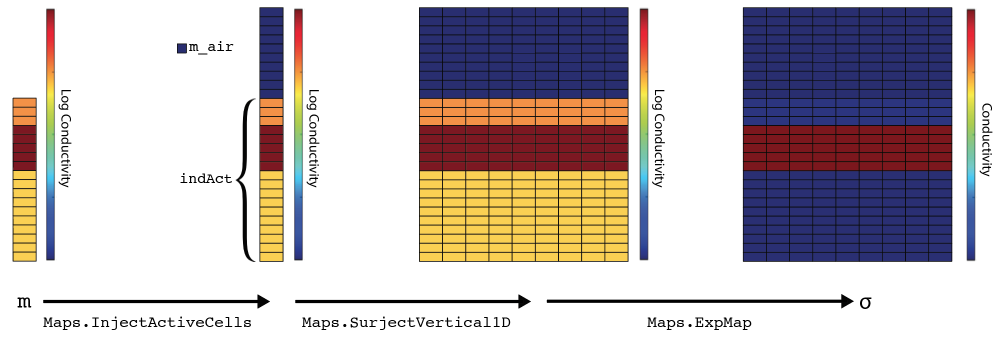 Log Conductivity
m_air
indAct
Log Conductivity
Log Conductivity
Conductivity
m
σ
Maps.InjectActiveCells
Maps.SurjectVertical1D
Maps.ExpMap